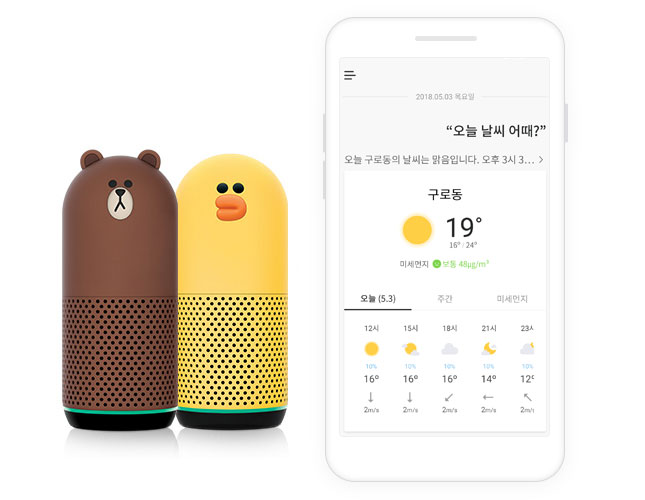 2018.05.03 목요일
“오늘 날씨 어때?”
오늘 구로동의 날씨는 맑음입니다. 오후 3시 3...
구로동
19°
16° / 24°
미세먼지 보통 48μg/m³
오늘 (5.3) 주간 미세먼지
12시 15시 18시 21시 23시
10% 10% 10% 10% 10%
16° 16° 16° 14° 12°
2m/s 2m/s 2m/s 2m/s 2m/s